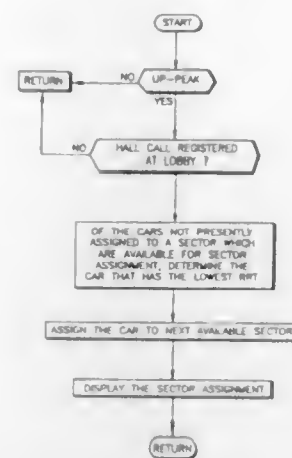 START
NO
UP-PEAK
RETURN
YES
NO
HALL CALL REGISTERED
AT LOBBY ?
OF THE CARS NOT PRESENTLY
ASSIGNED TO A SECTOR WHICH
ARE AVAILABLE FOR SECTOR
ASSIGNMENT, DETERMINE THE
CAR THAT HAS THE LOWEST RRT
ASSIGN THE CAR TO NEXT AVAILABLE SECTOR
DISPLAY THE SECTOR ASSIGNMENT
RETURN